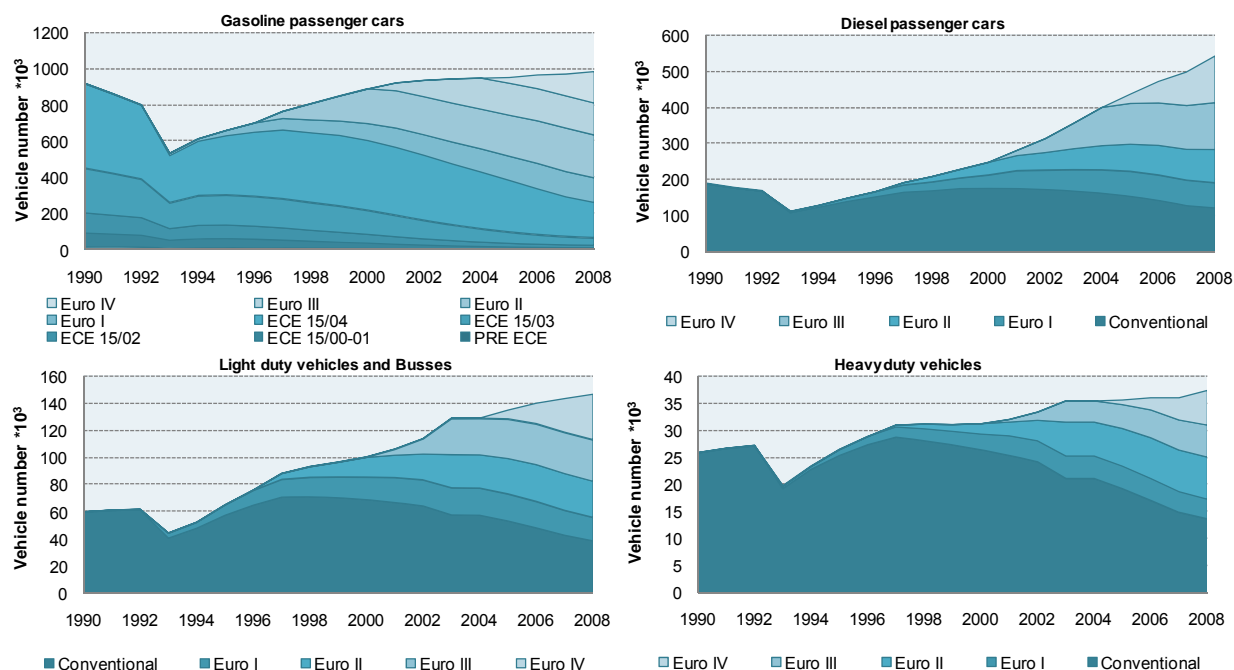 Gasoline passenger cars
Vehicle number *10³
1200
1000
800
600
400
200
0
1990 1992 1994 1996 1998 2000 2002 2004 2006 2008
Euro IV Euro III Euro II
Euro I ECE 15/04 ECE 15/03
ECE 15/02 ECE 15/00-01 PRE ECE
Diesel passenger cars
Vehicle number *10³
600
500
400
300
200
100
0
1990 1992 1994 1996 1998 2000 2002 2004 2006 2008
Euro IV Euro III Euro II Euro I Conventional
Light duty vehicles and Busses
Vehicle number *10³
160
140
120
100
80
60
40
20
0
1990 1992 1994 1996 1998 2000 2002 2004 2006 2008
Conventional Euro I Euro II Euro III Euro IV
Heavy duty vehicles
Vehicle number *10³
40
35
30
25
20
15
10
5
0
1990 1992 1994 1996 1998 2000 2002 2004 2006 2008
Euro IV Euro III Euro II Euro I Conventional